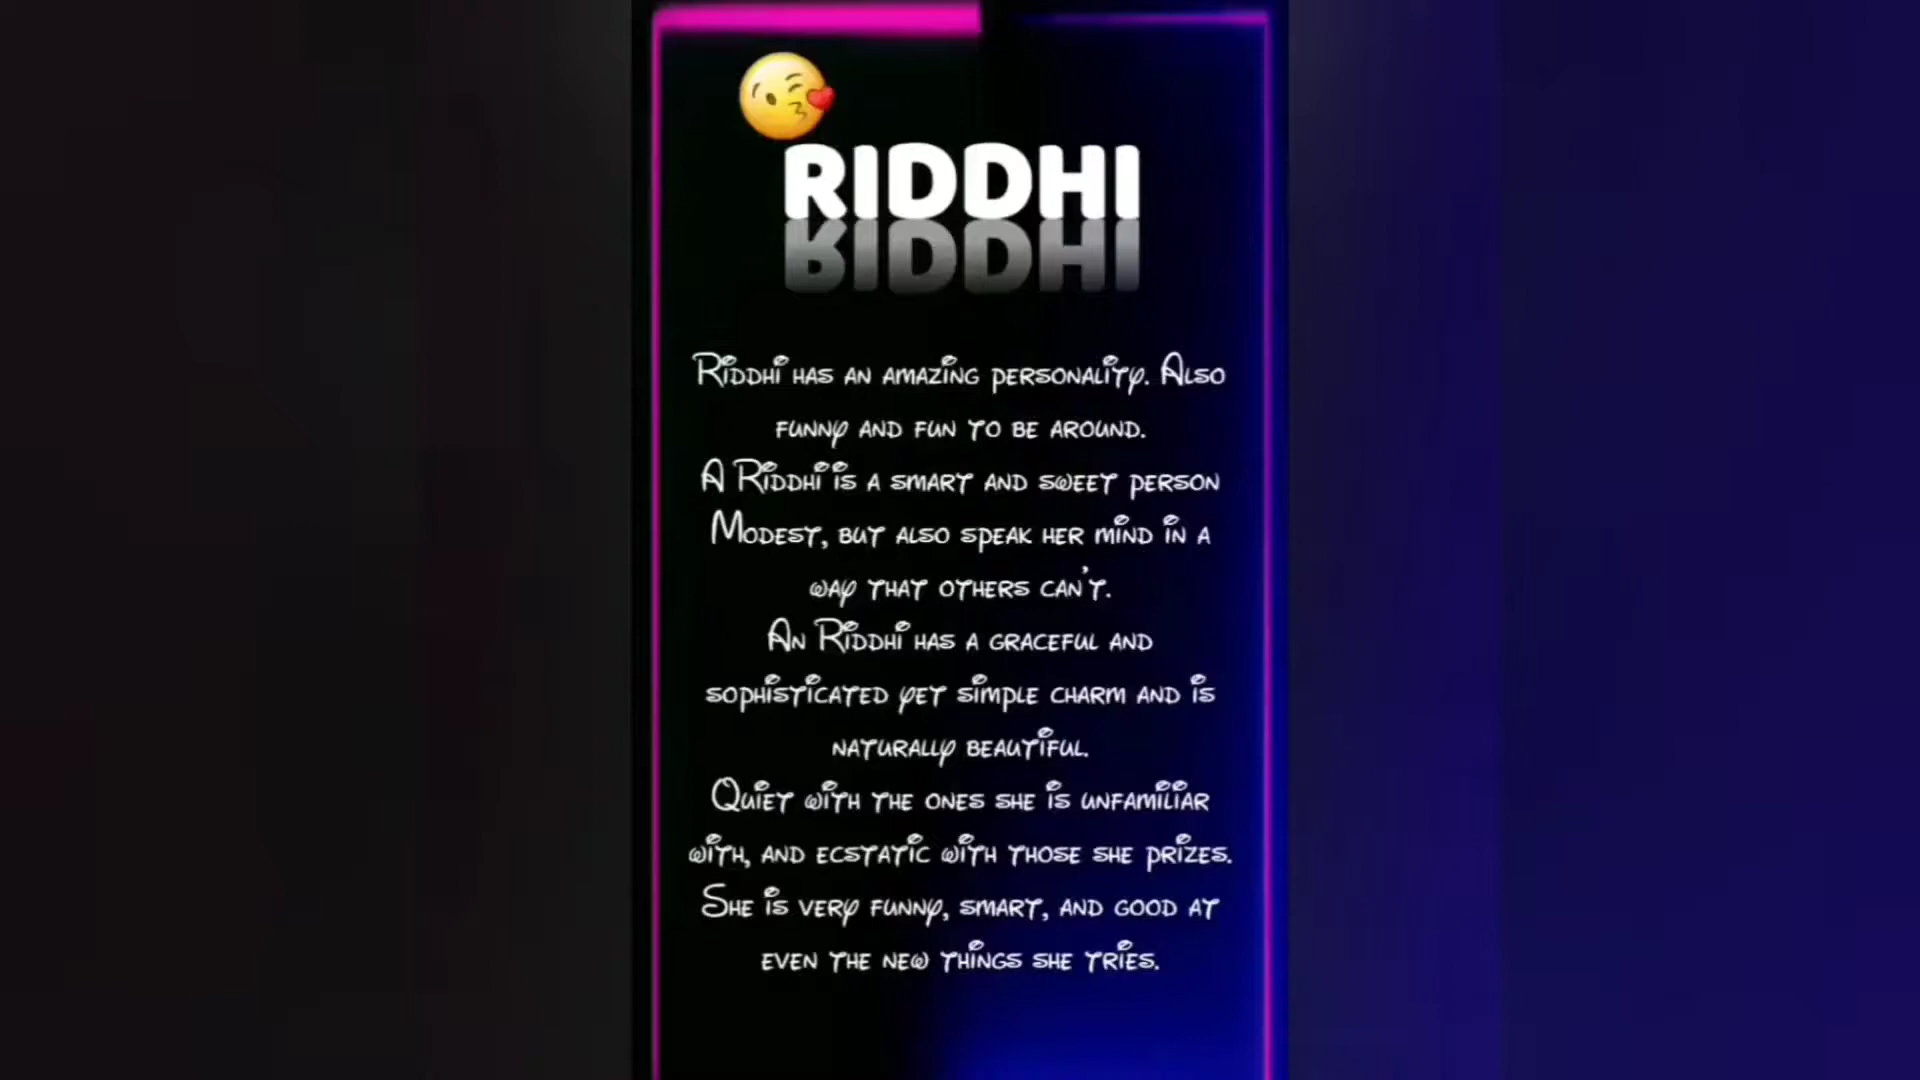 RIDDHI
Riddhi has an amazing personality. Also
funny and fun to be around.
A Riddhi is a smart and sweet person
Modest, but also speak her mind in a
way that others can't.
An Riddhi has a graceful and
sophisticated yet simple charm and is
naturally beautiful.
Quiet with the ones she is unfamiliar
with, and ecstatic with those she prizes.
She is very funny, smart, and good at
even the new things she tries.